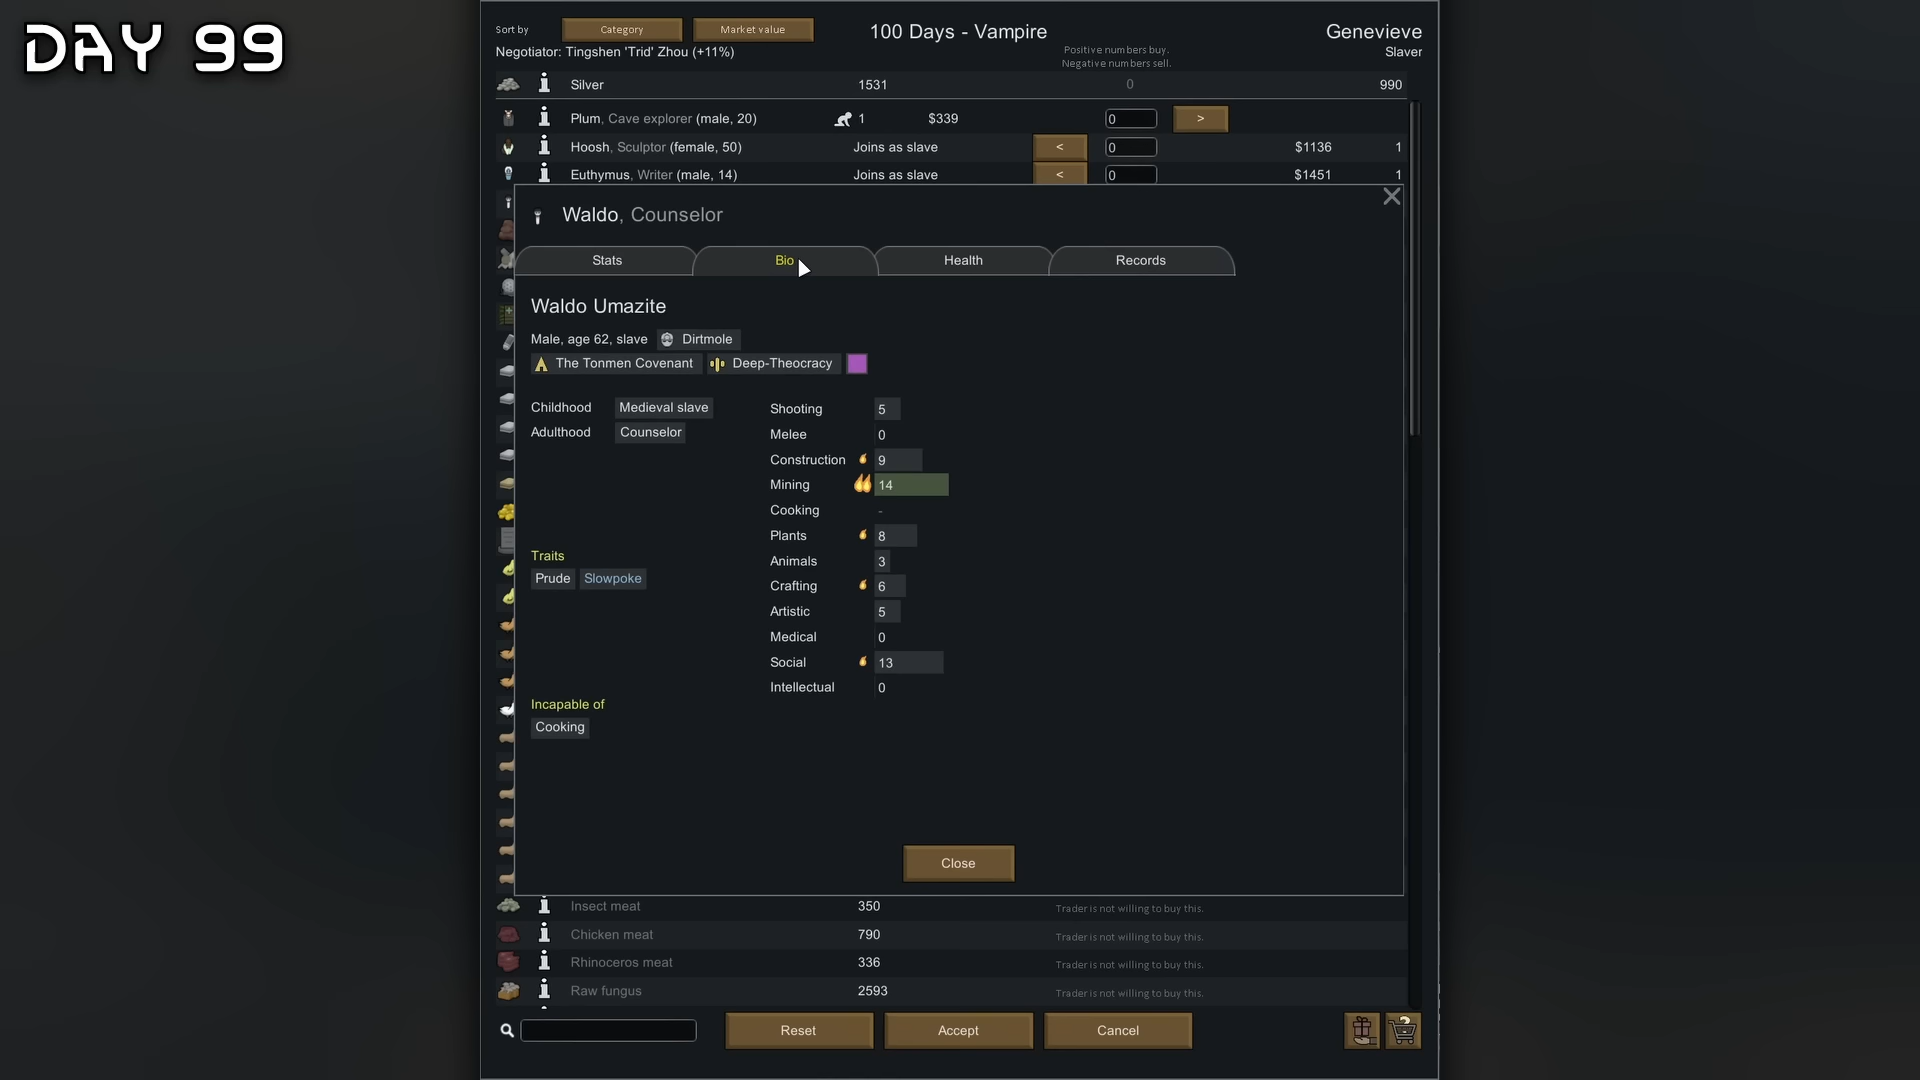 DAY 99
Sort by Category Market value 100 Days - Vampire Genevieve
Negotiator: Tingshen 'Trid' Zhou (+11%) Positive numbers buy. Slaver
Negative numbers sell.
Silver 1531 0 990
Plum, Cave explorer (male, 20) 1 $339 0 >
Hoosh, Sculptor (female, 50) Joins as slave < 0 $1136 1
Euthymus, Writer (male, 14) Joins as slave < 0 $1451 1
Waldo, Counselor
Stats Bio Health Records
Waldo Umazite
Male, age 62, slave Dirtmole
The Tonmen Covenant Deep-Theocracy
Childhood Medieval slave
Adulthood Counselor
Traits
Prude Slowpoke
Incapable of
Cooking
Shooting 5
Melee 0
Construction 9
Mining 14
Cooking -
Plants 8
Animals 3
Crafting 6
Artistic 5
Medical 0
Social 13
Intellectual 0
Close
Insect meat 350 Trader is not willing to buy this.
Chicken meat 790 Trader is not willing to buy this.
Rhinoceros meat 336 Trader is not willing to buy this.
Raw fungus 2593 Trader is not willing to buy this.
Reset Accept Cancel